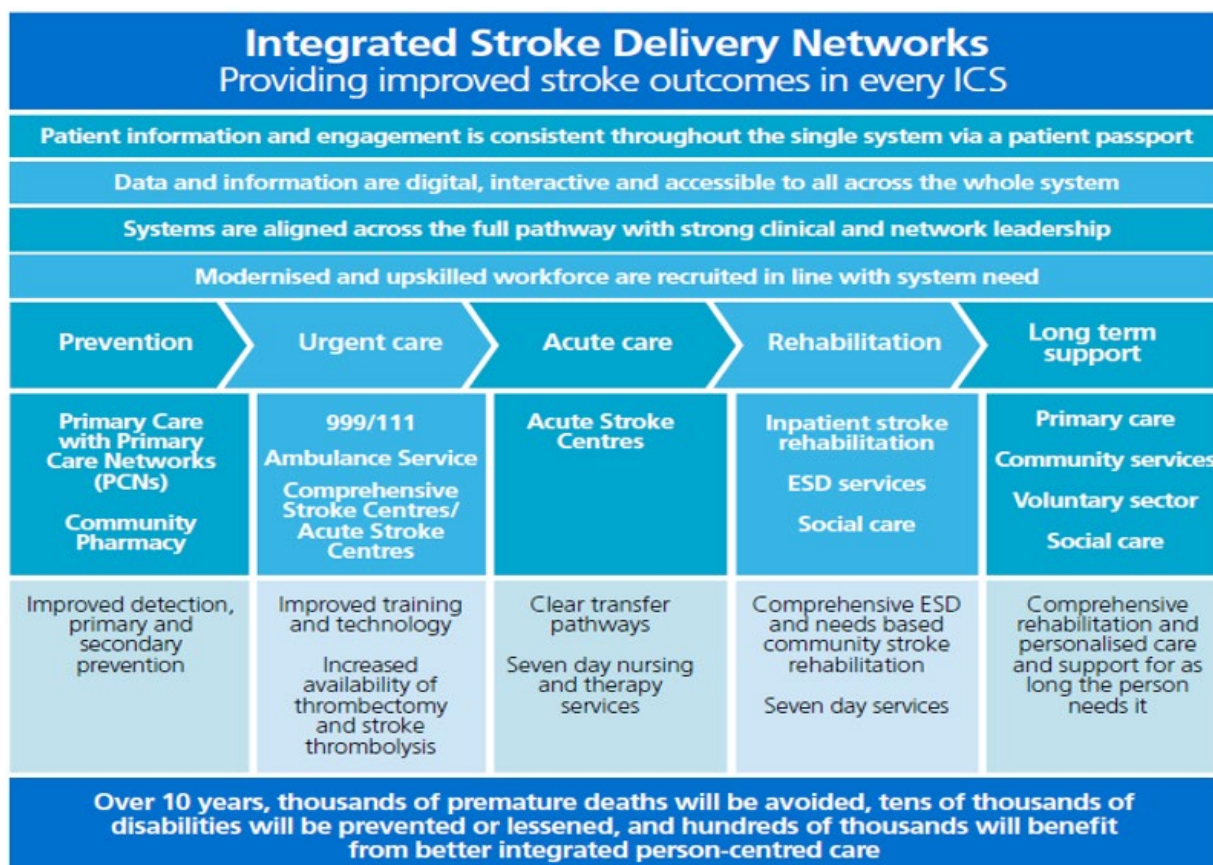 Integrated Stroke Delivery Networks
Providing improved stroke outcomes in every ICS
Patient information and engagement is consistent throughout the single system via a patient passport
Data and information are digital, interactive and accessible to all across the whole system
Systems are aligned across the full pathway with strong clinical and network leadership
Modernised and upskilled workforce are recruited in line with system need
Prevention
Urgent care
Acute care
Rehabilitation
Long term
support
Primary Care
with Primary
Care Networks
(PCNs)
Community
Pharmacy
999/111
Ambulance Service
Comprehensive
Stroke Centres/
Acute Stroke
Centres
Acute Stroke
Centres
Inpatient stroke
rehabilitation
ESD services
Social care
Primary care
Community services
Voluntary sector
Social care
Improved detection,
primary and
secondary
prevention
Improved training
and technology
Increased
availability of
thrombectomy
and stroke
thrombolysis
Clear transfer
pathways
Seven day nursing
and therapy
services
Comprehensive ESD
and needs based
community stroke
rehabilitation
Seven day services
Comprehensive
rehabilitation and
personalised care
and support for as
long the person
needs it
Over 10 years, thousands of premature deaths will be avoided, tens of thousands of
disabilities will be prevented or lessened, and hundreds of thousands will benefit
from better integrated person-centred care